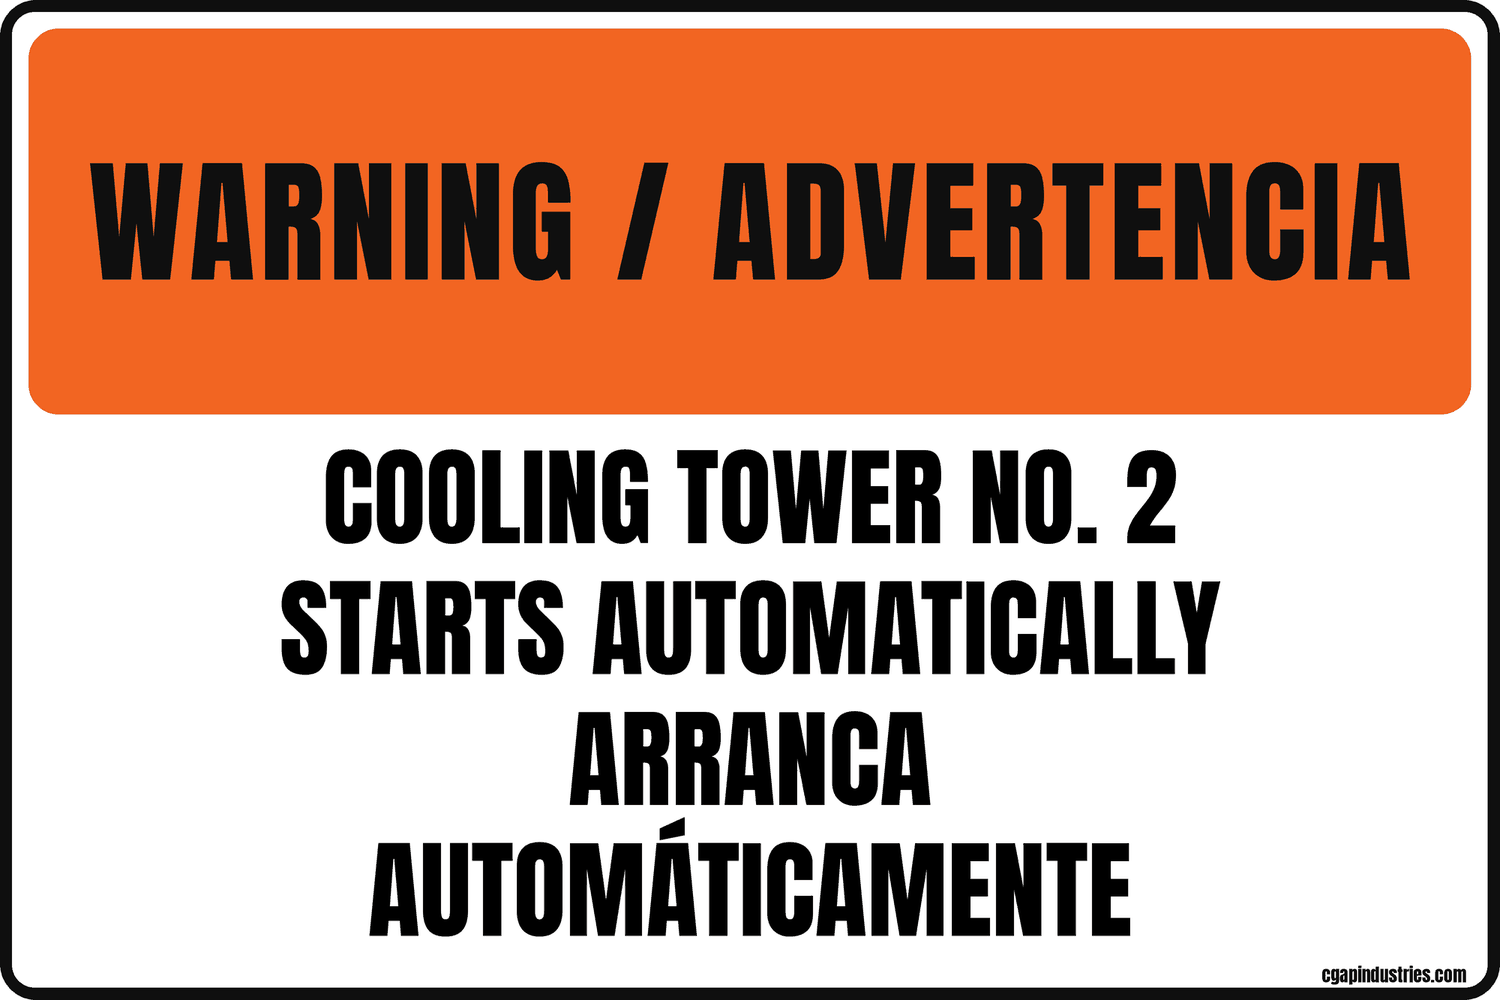 WARNING / ADVERTENCIA
COOLING TOWER NO. 2
STARTS AUTOMATICALLY
ARRANCA
AUTOMÁTICAMENTE
cgapindustries.com